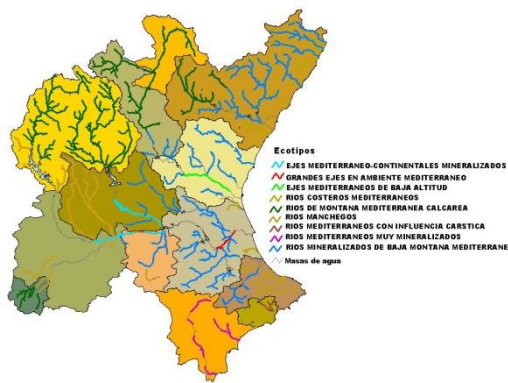 Ecotipos
EJES MEDITERRANEO-CONTINENTALES MINERALIZADOS
GRANDES EJES EN AMBIENTE MEDITERRANEO
EJES MEDITERRANEOS DE BAJA ALTITUD
RIOS COSTEROS MEDITERRANEOS
RIOS DE MONTANA MEDITERRANEA CALCAREA
RIOS MANCHEGOS
RIOS MEDITERRANEOS CON INFLUENCIA CARSTICA
RIOS MEDITERRANEOS MUY MINERALIZADOS
RIOS MINERALIZADOS DE BAJA MONTANA MEDITERRANE
Masas de agua